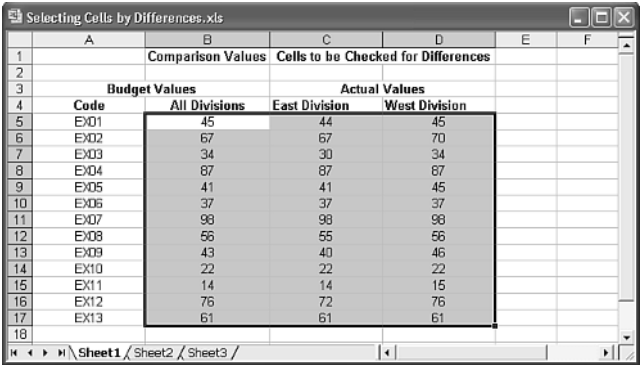 Selecting Cells by Differences.xls
A B C D E F
1 Comparison Values Cells to be Checked for Differences
2
3 Budget Values Actual Values
4 Code All Divisions East Division West Division
5 EX01 45 44 45
6 EX02 67 67 70
7 EX03 34 30 34
8 EX04 87 87 87
9 EX05 41 41 45
10 EX06 37 37 37
11 EX07 98 98 98
12 EX08 56 55 56
13 EX09 43 40 46
14 EX10 22 22 22
15 EX11 14 14 15
16 EX12 76 72 76
17 EX13 61 61 61
18
Sheet1 / Sheet2 / Sheet3 /